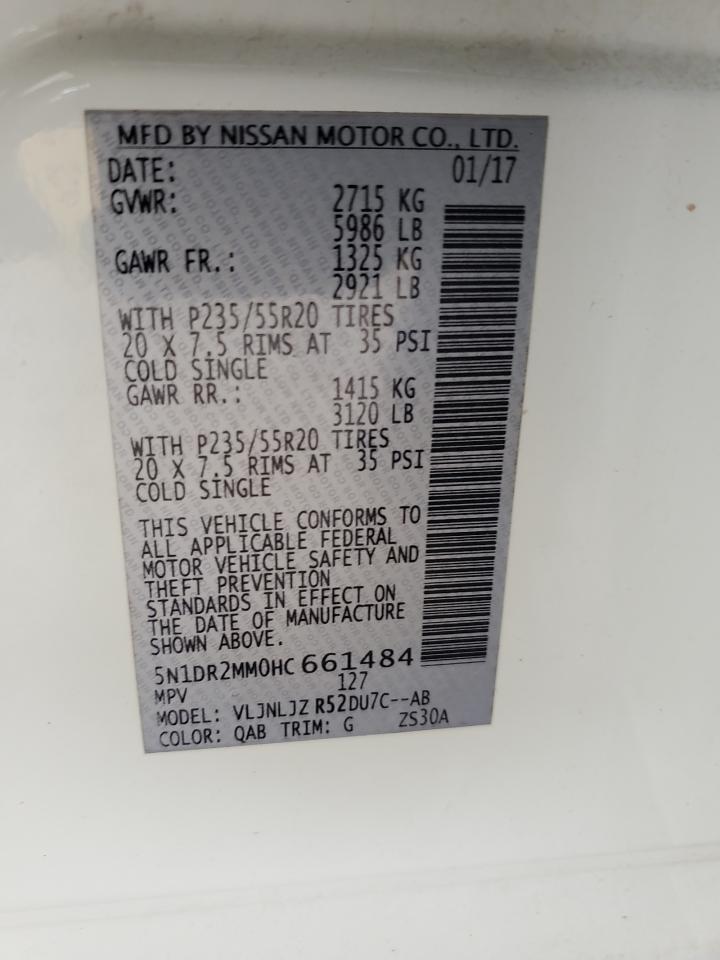 MFD BY NISSAN MOTOR CO., LTD.
DATE: 01/17
GVWR: 2715 KG
5986 LB
GAWR FR.: 1325 KG
2921 LB
WITH P235/55R20 TIRES
20 X 7.5 RIMS AT 35 PSI
COLD SINGLE
GAWR RR.: 1415 KG
3120 LB
WITH P235/55R20 TIRES
20 X 7.5 RIMS AT 35 PSI
COLD SINGLE
THIS VEHICLE CONFORMS TO
ALL APPLICABLE FEDERAL
MOTOR VEHICLE SAFETY AND
THEFT PREVENTION
STANDARDS IN EFFECT ON
THE DATE OF MANUFACTURE
SHOWN ABOVE.
5N1DR2MM0HC 661484
MPV 127
MODEL: VLJNLJZ R52DU7C--AB
COLOR: QAB TRIM: G ZS30A